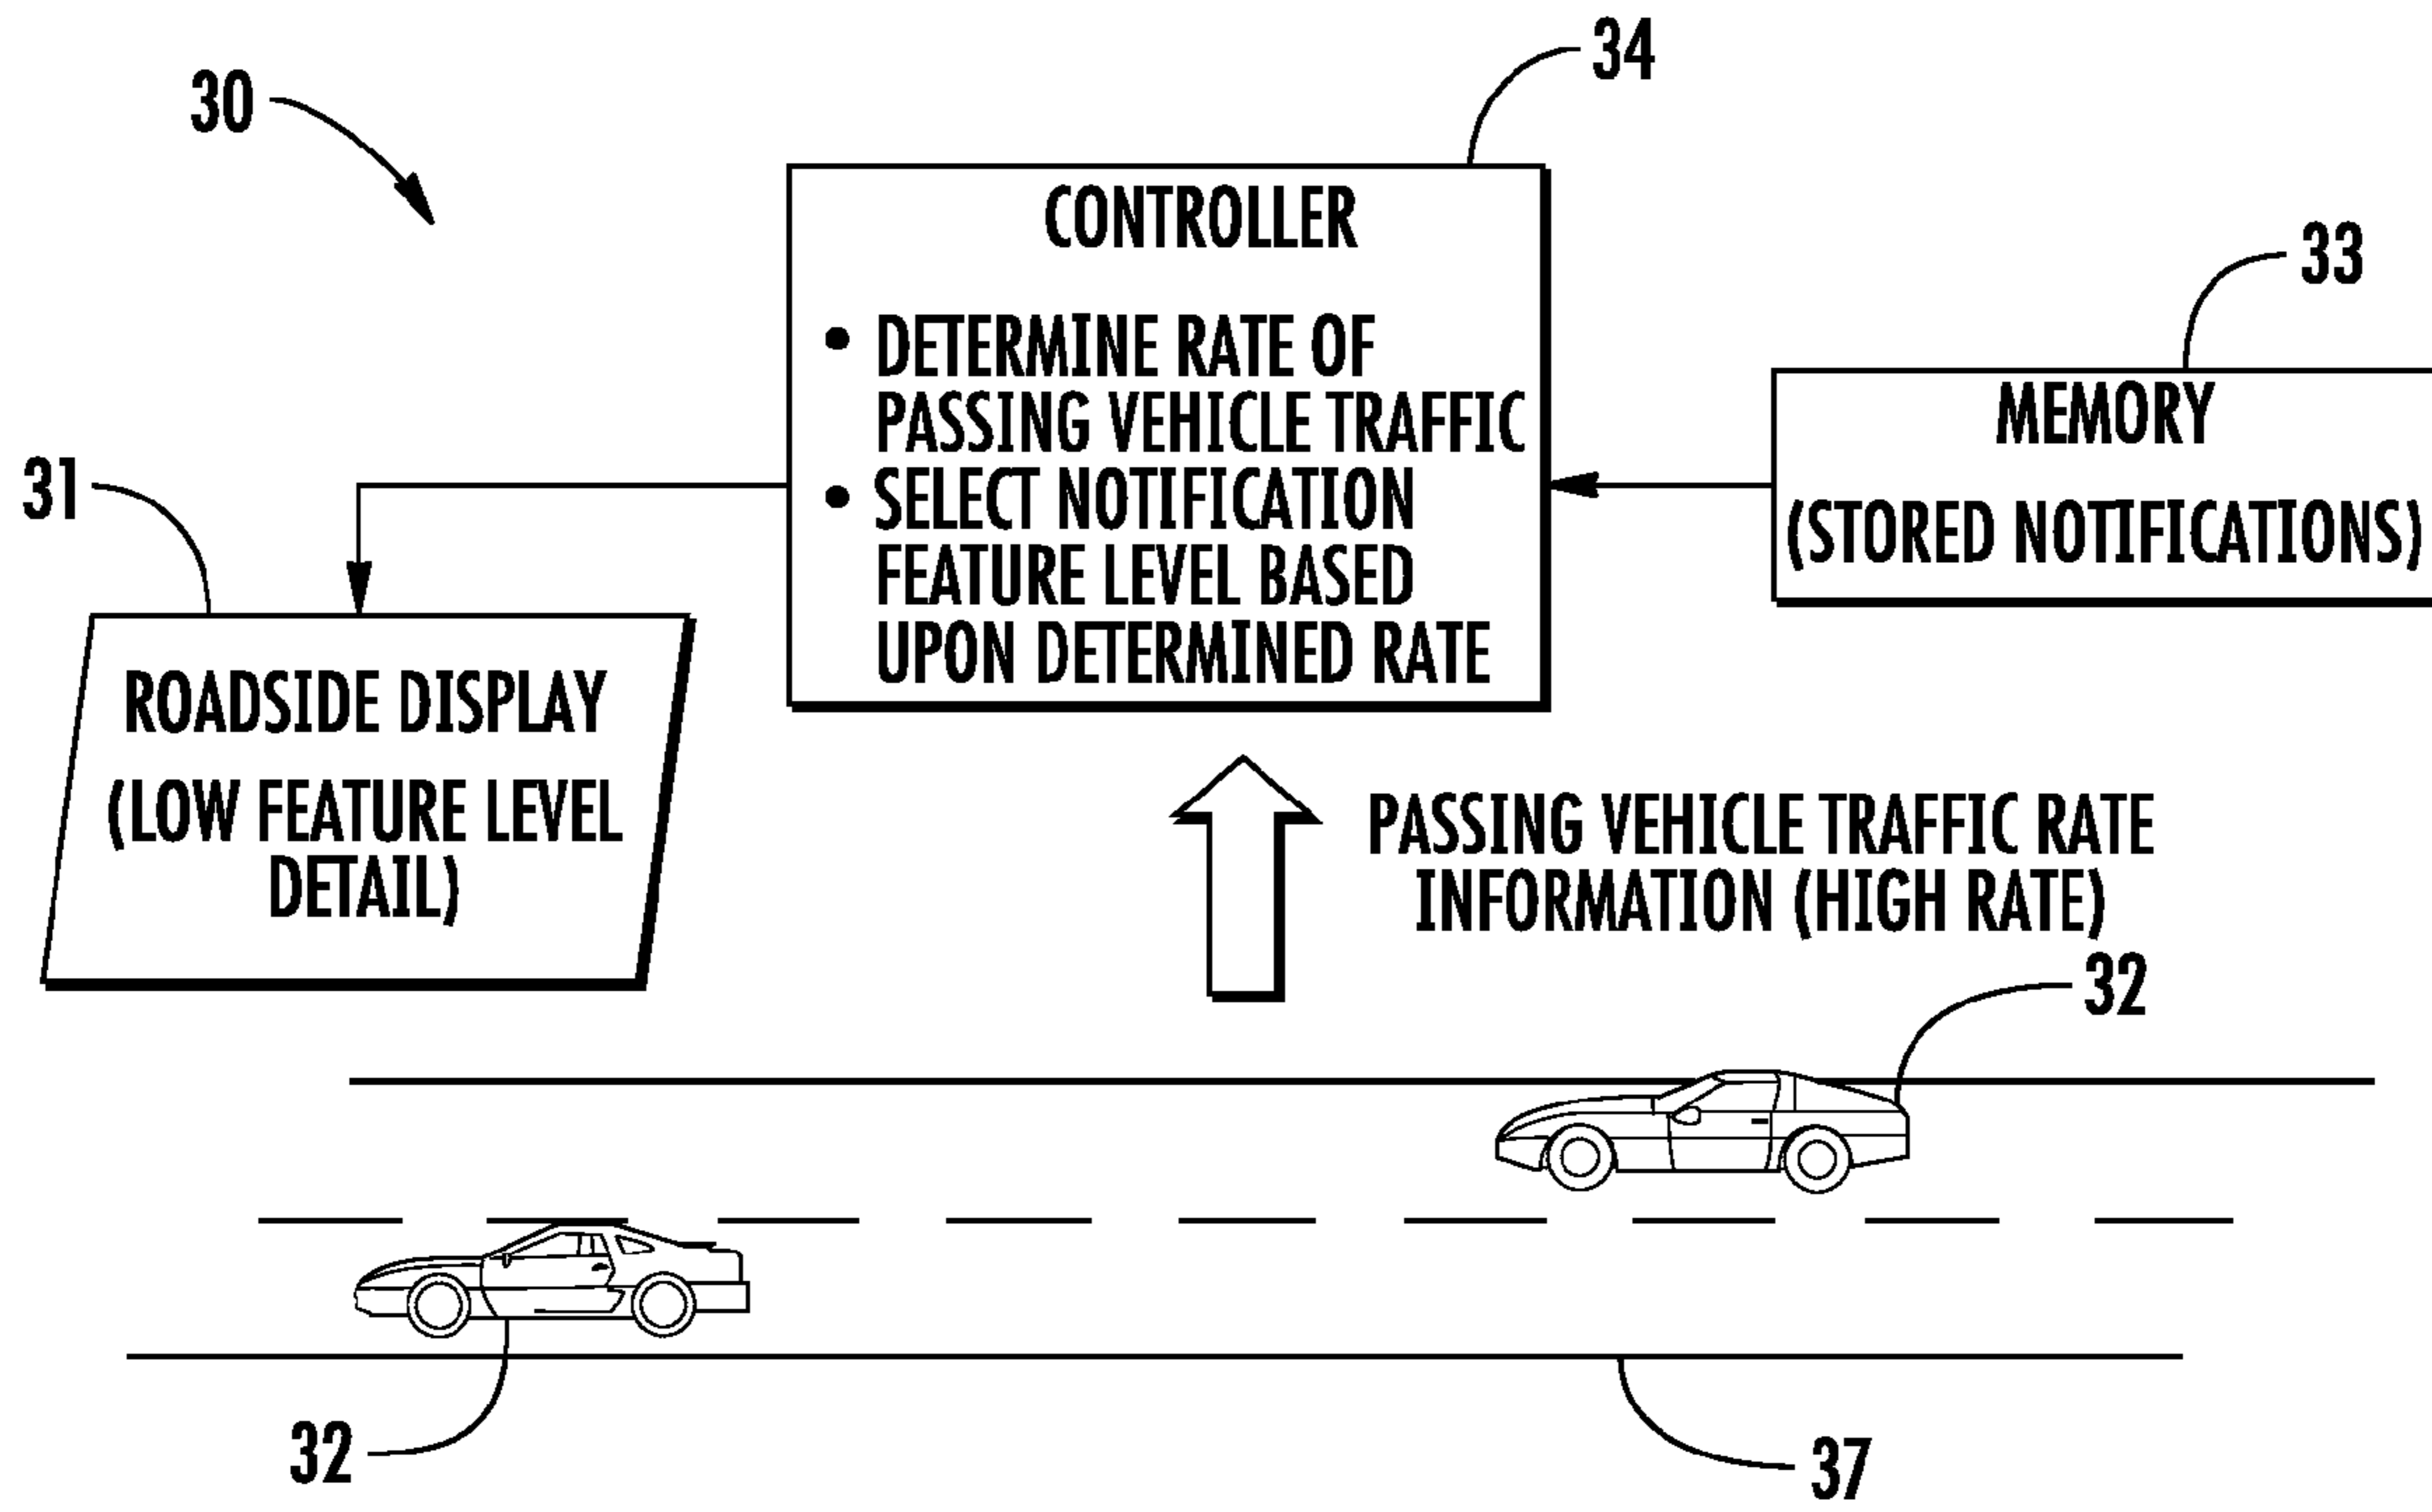 34
30
CONTROLLER
• DETERMINE RATE OF
PASSING VEHICLE TRAFFIC
• SELECT NOTIFICATION
FEATURE LEVEL BASED
UPON DETERMINED RATE
33
MEMORY
(STORED NOTIFICATIONS)
31
ROADSIDE DISPLAY
(LOW FEATURE LEVEL
DETAIL)
PASSING VEHICLE TRAFFIC RATE
INFORMATION (HIGH RATE)
32
32
37